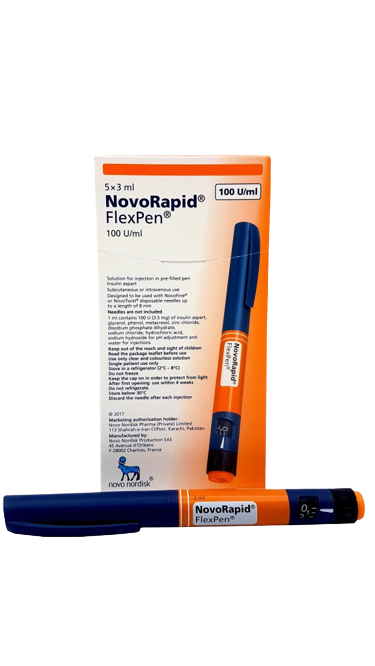 5×3 ml
NovoRapid®
FlexPen®
100 U/ml
100 U/ml
Solution for injection in pre-filled pen
Insulin aspart
Subcutaneous or intravenous use
Designed to be used with NovoFine®
or NovoTwist® disposable needles up
to a length of 8 mm
Needles are not included
1 ml contains 100 U (3.5 mg) of insulin aspart,
glycerol, phenol, metacresol, zinc chloride,
disodium phosphate dihydrate,
sodium chloride, hydrochloric acid,
sodium hydroxide for pH adjustment and
water for injections
Keep out of the reach and sight of children
Read the package leaflet before use
Use only clear and colourless solution
Single patient use only
Store in a refrigerator (2°C – 8°C)
Do not freeze
Keep the cap on in order to protect from light
After first opening: use within 4 weeks
Do not refrigerate
Store below 30°C
Discard the needle after each injection
© 2017
Marketing authorisation holder:
Novo Nordisk Pharma (Private) Limited
113 Shahrah-e-Iran Clifton, Karachi, Pakistan.
Manufactured by:
Novo Nordisk Production SAS
45 Avenue d'Orléans
F-28002 Chartres, France
novo nordisk®
NovoRapid®
FlexPen®
3 ml
NovoRapid®
FlexPen®
0